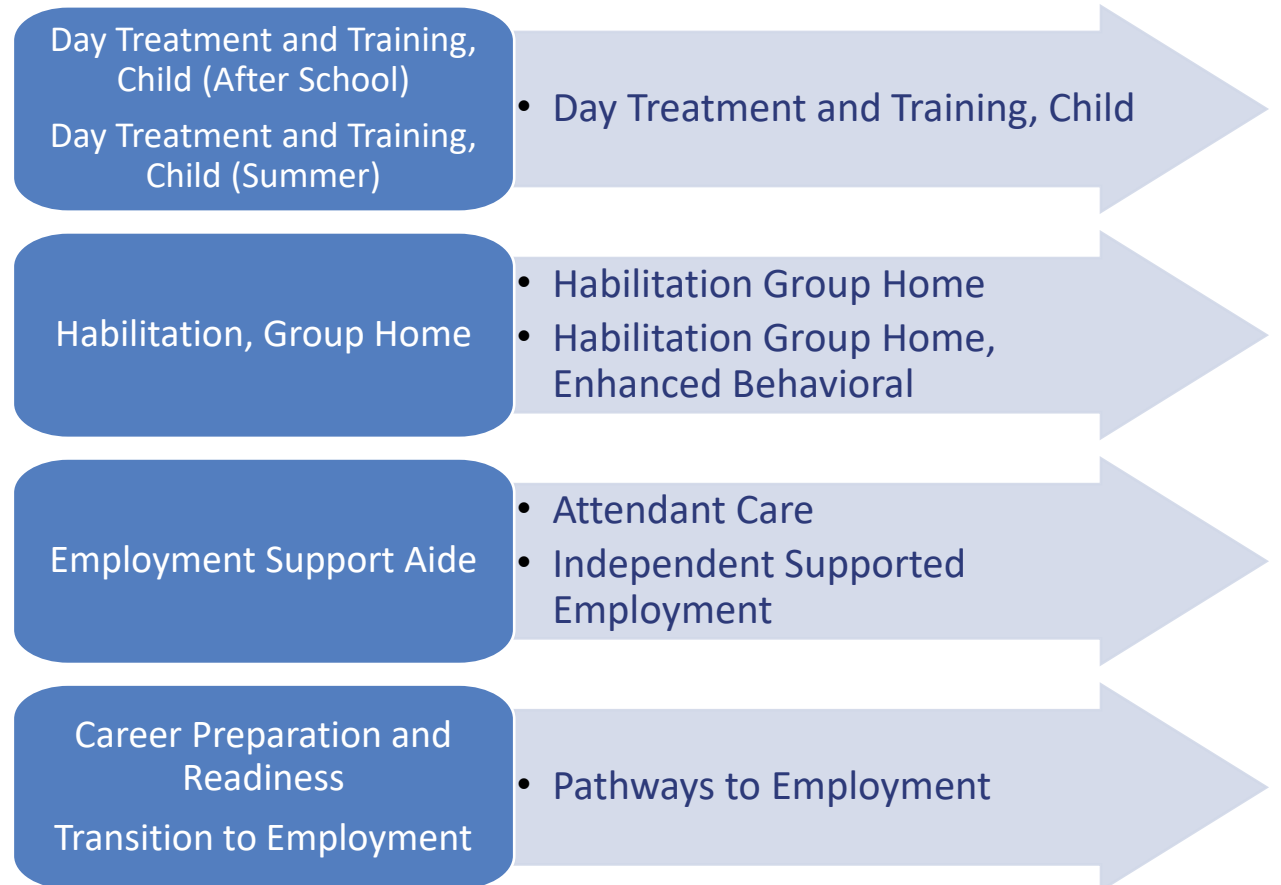 Day Treatment and Training,
Child (After School)
Day Treatment and Training,
Child (Summer)
• Day Treatment and Training, Child
Habilitation, Group Home
• Habilitation Group Home
• Habilitation Group Home,
Enhanced Behavioral
Employment Support Aide
• Attendant Care
• Independent Supported
Employment
Career Preparation and
Readiness
Transition to Employment
• Pathways to Employment